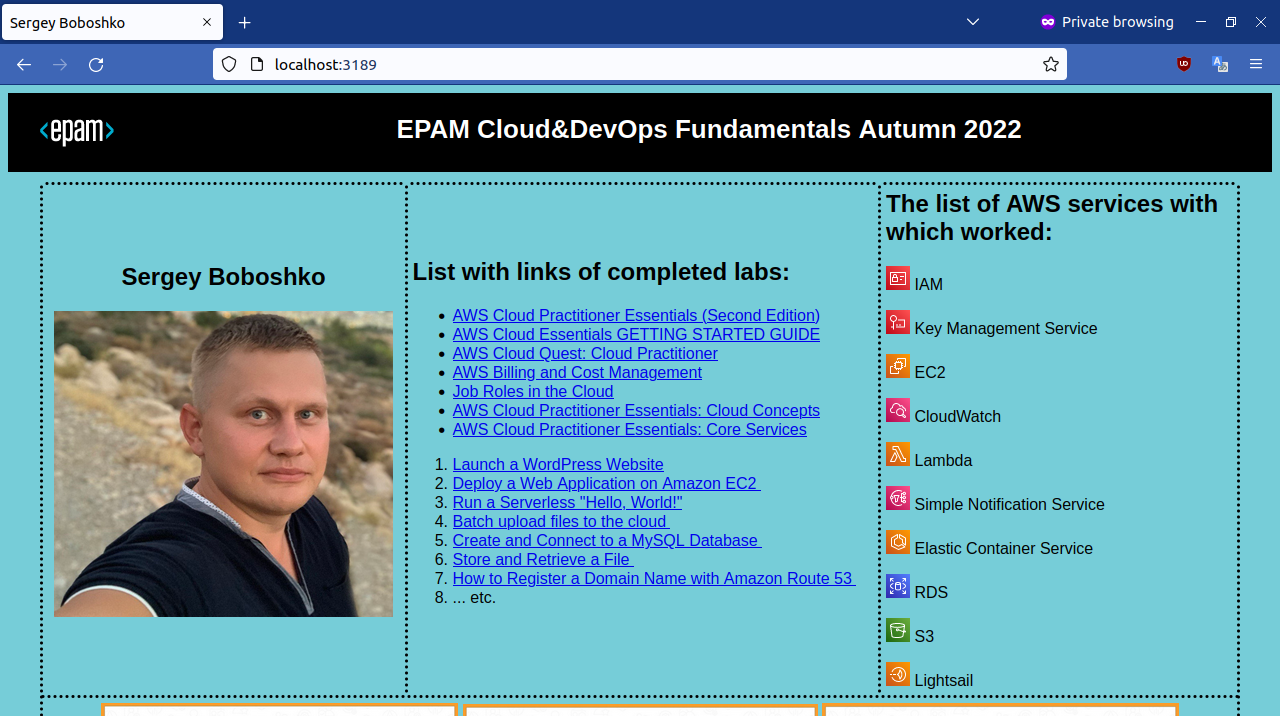 Sergey Boboshko
Private browsing
localhost:3189
<epam>
EPAM Cloud&DevOps Fundamentals Autumn 2022
Sergey Boboshko
List with links of completed labs:
• AWS Cloud Practitioner Essentials (Second Edition)
• AWS Cloud Essentials GETTING STARTED GUIDE
• AWS Cloud Quest: Cloud Practitioner
• AWS Billing and Cost Management
• Job Roles in the Cloud
• AWS Cloud Practitioner Essentials: Cloud Concepts
• AWS Cloud Practitioner Essentials: Core Services
1. Launch a WordPress Website
2. Deploy a Web Application on Amazon EC2
3. Run a Serverless "Hello, World!"
4. Batch upload files to the cloud
5. Create and Connect to a MySQL Database
6. Store and Retrieve a File
7. How to Register a Domain Name with Amazon Route 53
8. ... etc.
The list of AWS services with
which worked:
IAM
Key Management Service
EC2
CloudWatch
Lambda
Simple Notification Service
Elastic Container Service
RDS
S3
Lightsail